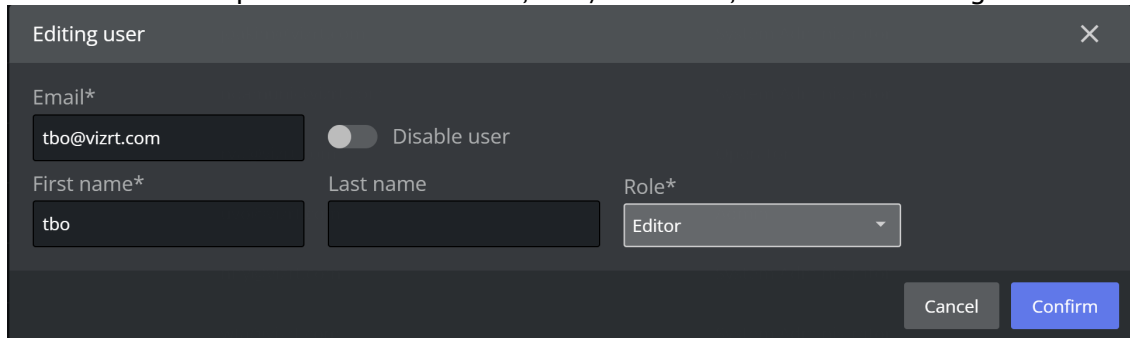 Editing user
Email*
tbo@vizrt.com
Disable user
First name*
Last name
Role*
tbo
Editor
Cancel
Confirm